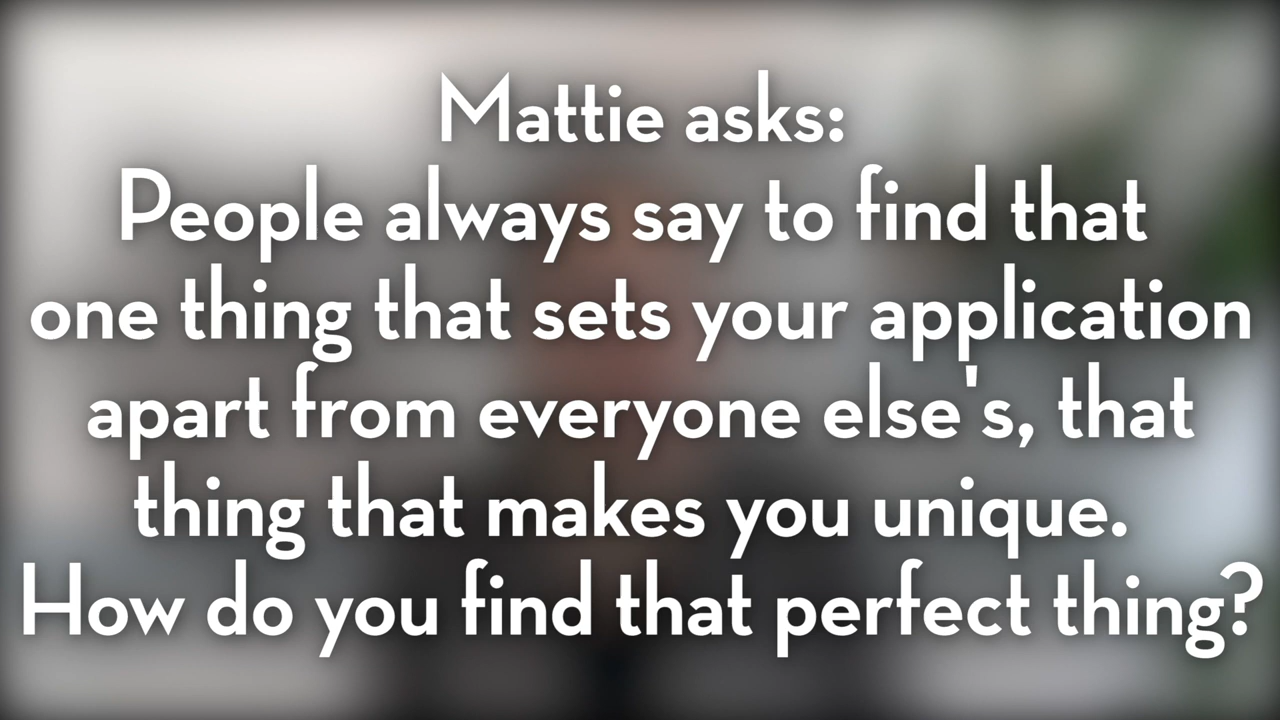 Mattie asks:
People always say to find that
one thing that sets your application
apart from everyone else's, that
thing that makes you unique.
How do you find that perfect thing?